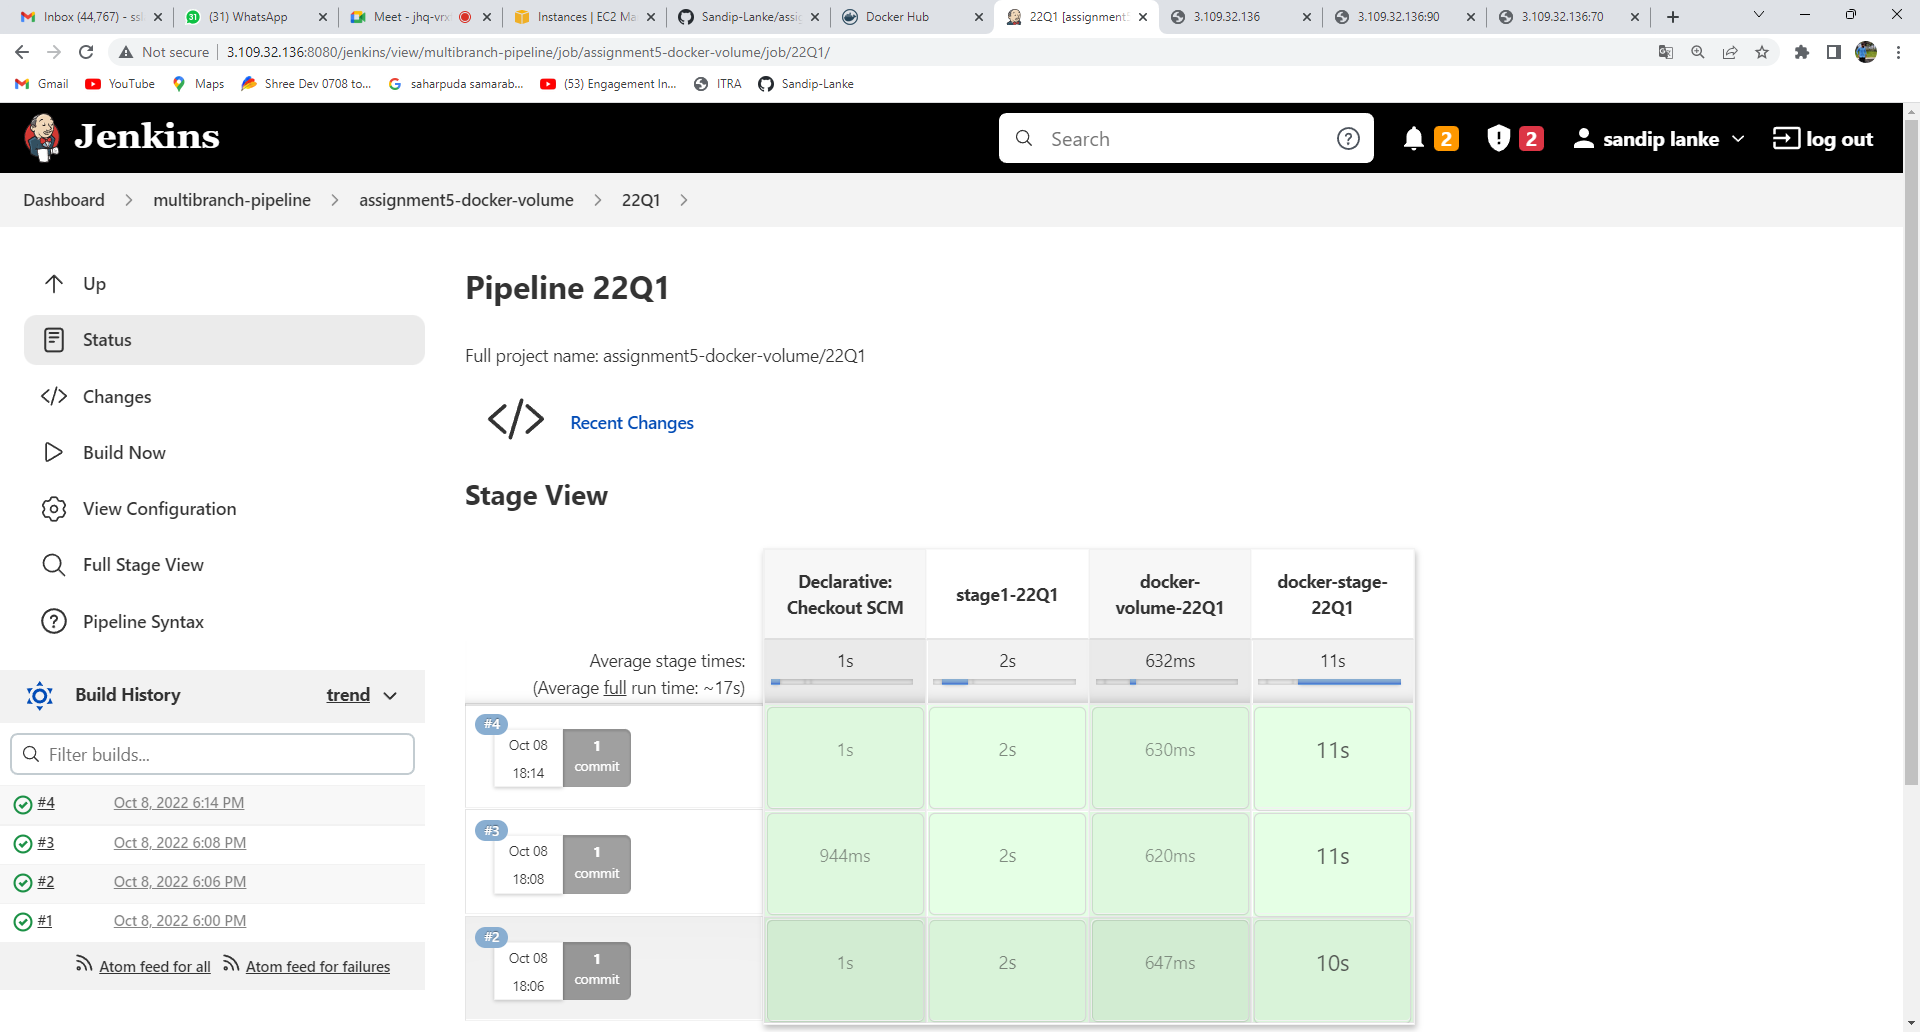 Inbox (44,767) - ssl
(31) WhatsApp
Meet - jhq-vrx
Instances | EC2 Ma
Sandip-Lanke/assig
Docker Hub
22Q1 [assignment5
3.109.32.136
3.109.32.136:90
3.109.32.136:70
Not secure
3.109.32.136:8080/jenkins/view/multibranch-pipeline/job/assignment5-docker-volume/job/22Q1/
Gmail
YouTube
Maps
Shree Dev 0708 to...
saharpuda samarab...
(53) Engagement In...
ITRA
Sandip-Lanke
Jenkins
Search
2
2
sandip lanke
log out
Dashboard
multibranch-pipeline
assignment5-docker-volume
22Q1
Up
Status
Changes
Build Now
View Configuration
Full Stage View
Pipeline Syntax
Build History
trend
Filter builds...
#4 Oct 8, 2022 6:14 PM
#3 Oct 8, 2022 6:08 PM
#2 Oct 8, 2022 6:06 PM
#1 Oct 8, 2022 6:00 PM
Atom feed for all
Atom feed for failures
Pipeline 22Q1
Full project name: assignment5-docker-volume/22Q1
Recent Changes
Stage View
Declarative:
Checkout SCM
stage1-22Q1
docker-
volume-22Q1
docker-stage-
22Q1
Average stage times:
(Average full run time: ~17s)
1s
2s
632ms
11s
#4
Oct 08
18:14
1
commit
1s
2s
630ms
11s
#3
Oct 08
18:08
1
commit
944ms
2s
620ms
11s
#2
Oct 08
18:06
1
commit
1s
2s
647ms
10s